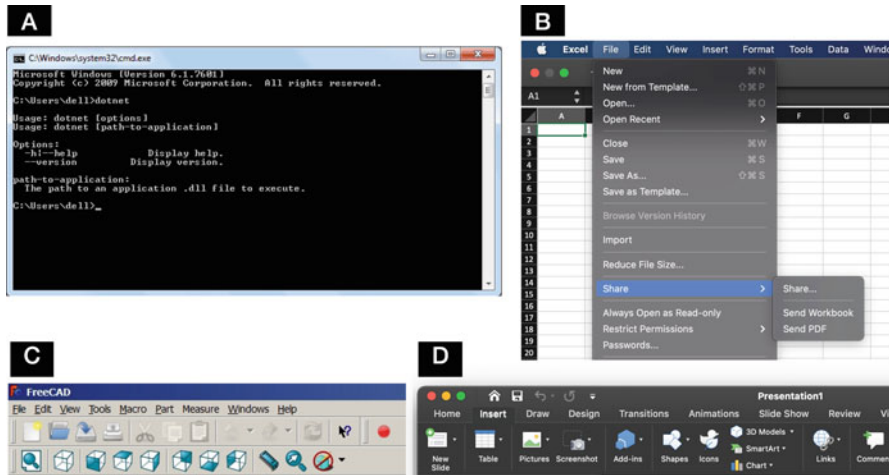 A
C:\Windows\system32\cmd.exe
Microsoft Windows [Version 6.1.7601]
Copyright (c) 2009 Microsoft Corporation. All rights reserved.
C:\Users\dell>dotnet
Usage: dotnet [options]
Usage: dotnet [path-to-application]
Options:
-h|--help Display help.
--version Display version.
path-to-application:
The path to an application .dll file to execute.
C:\Users\dell>_
B
Excel File Edit View Insert Format Tools Data Windo
A1
New ⌘N
New from Template... ⇧⌘P
Open... ⌘O
Open Recent >
Close ⌘W
Save ⌘S
Save As... ⇧⌘S
Save as Template...
Browse Version History
Import
Reduce File Size...
Share >
Share...
Send Workbook
Send PDF
Always Open as Read-only
Restrict Permissions >
Passwords...
A F G
1
2
3
4
5
6
7
8
9
10
11
12
13
14
15
16
17
18
19
20
C
FreeCAD
File Edit View Tools Macro Part Measure Windows Help
D
Presentation1
Home Insert Draw Design Transitions Animations Slide Show Review Vi
New Slide
Table
Pictures
Screenshot
Add-ins
Shapes
Icons
3D Models
SmartArt
Chart
Links
Commen